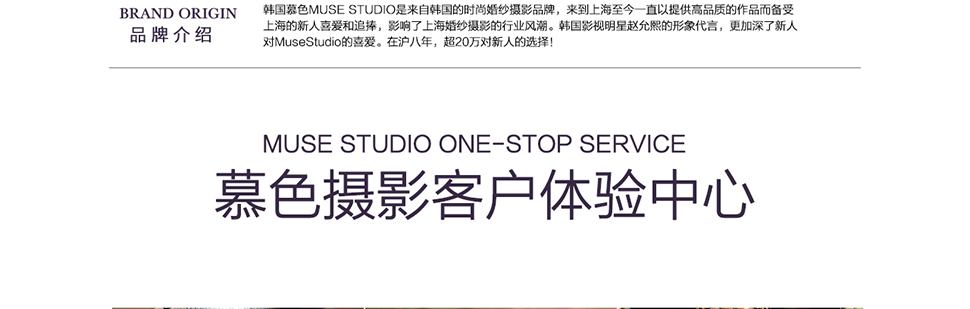 BRAND ORIGIN
品牌介绍
韩国慕色MUSE STUDIO是来自韩国的时尚婚纱摄影品牌，来到上海至今一直以提供高品质的作品而备受
上海的新人喜爱和追捧，影响了上海婚纱摄影的行业风潮。韩国影视明星赵允熙的形象代言，更加深了新人
对MuseStudio的喜爱。在沪八年，超20万对新人的选择！
MUSE STUDIO ONE-STOP SERVICE
慕色摄影客户体验中心